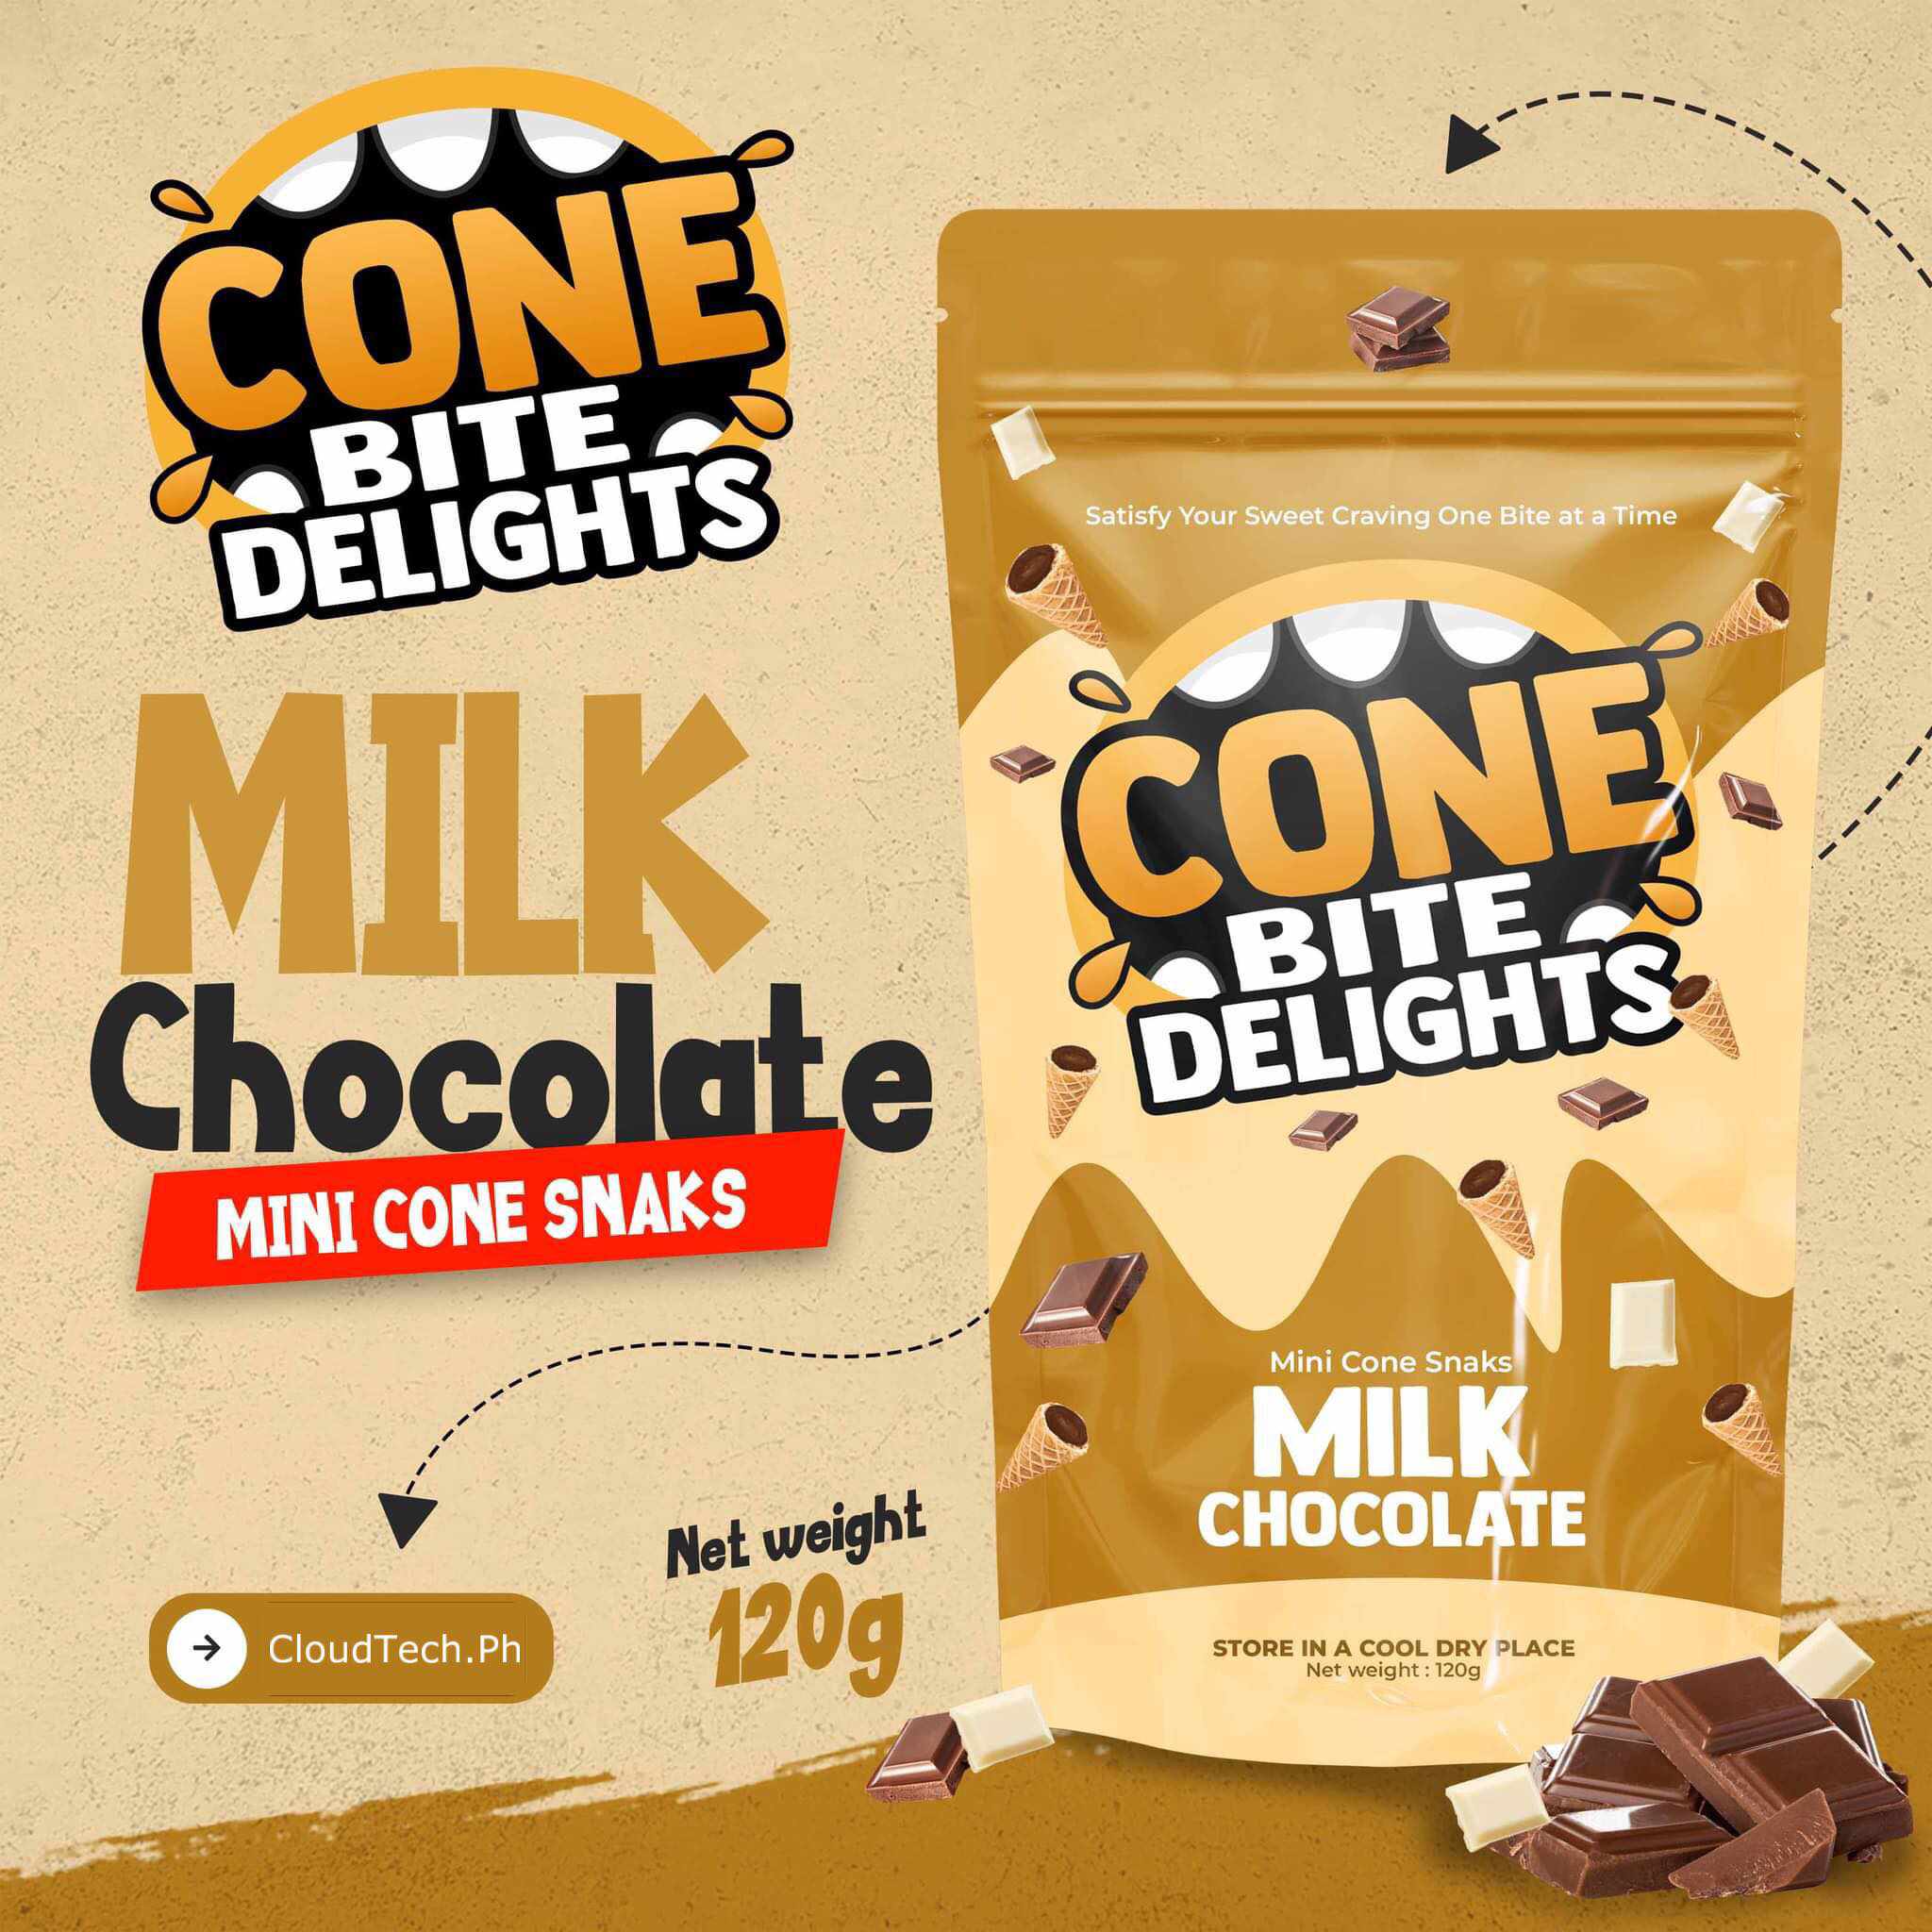 CONE
BITE
DELIGHTS
MILK
Chocolate
MINI CONE SNAKS
Net weight
120g
CloudTech.Ph
Satisfy Your Sweet Craving One Bite at a Time
CONE
BITE
DELIGHTS
Mini Cone Snaks
MILK
CHOCOLATE
STORE IN A COOL DRY PLACE
Net weight : 120g